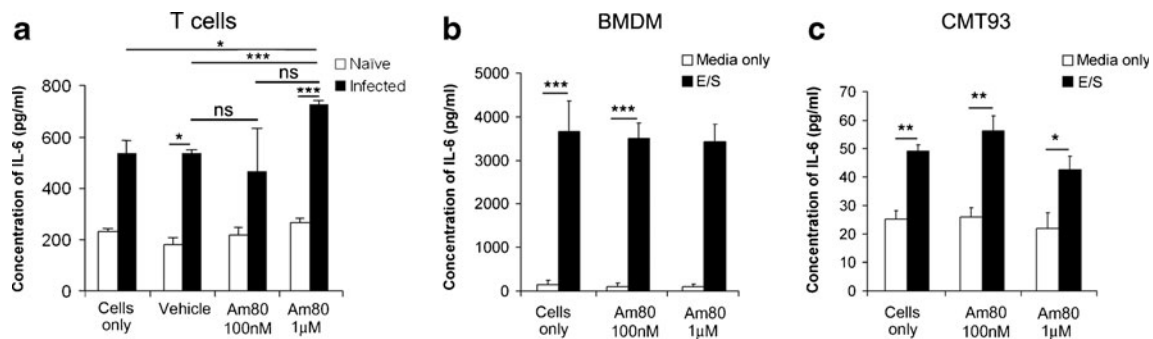 a
T cells
*
***
ns
***
ns
*
Naïve
Infected
Concentration of IL-6 (pg/ml)
800
600
400
200
0
Cells only
Vehicle
Am80 100nM
Am80 1µM
b
BMDM
Media only
E/S
***
***
Concentration of IL-6 (pg/ml)
5000
4000
3000
2000
1000
0
Cells only
Am80 100nM
Am80 1µM
c
CMT93
Media only
E/S
**
**
*
Concentration of IL-6 (pg/ml)
70
60
50
40
30
20
10
0
Cells only
Am80 100nM
Am80 1µM